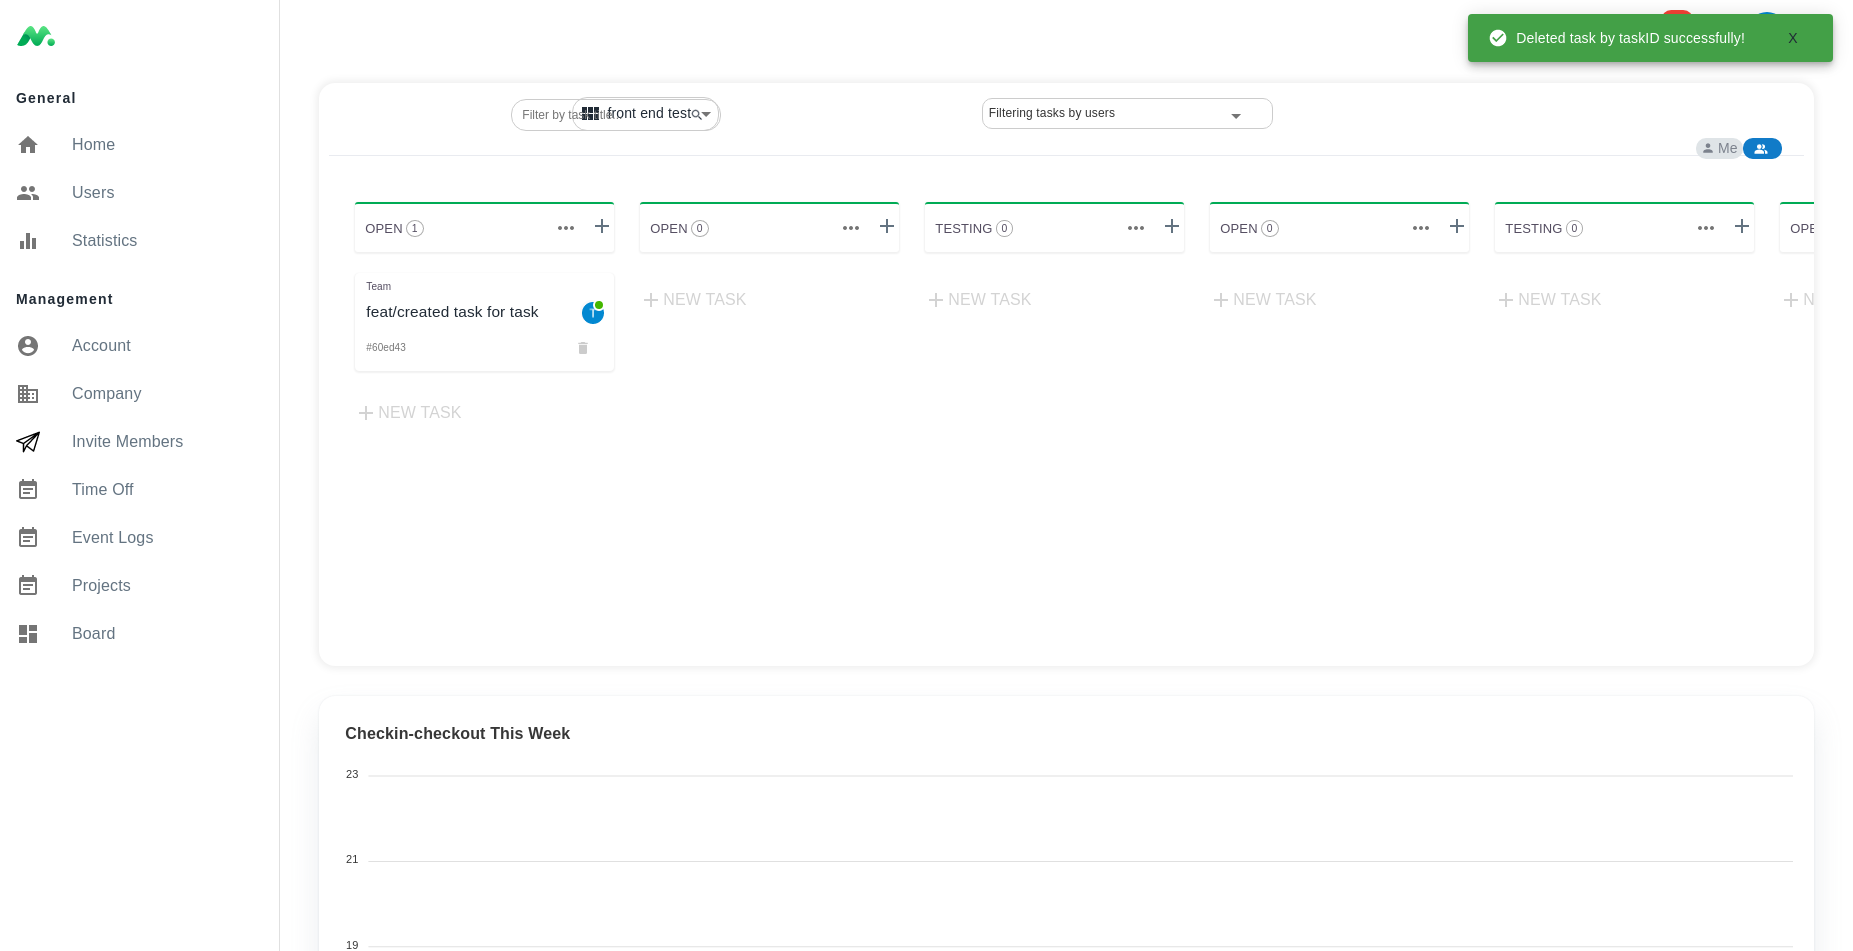 General
Home
Users
Statistics
Management
Account
Company
Invite Members
Time Off
Event Logs
Projects
Board
Deleted task by taskID successfully! X
Filter by task title...
front end test
Filtering tasks by users
Me
OPEN 1
OPEN 0
TESTING 0
OPEN 0
TESTING 0
OPE
Team
feat/created task for task
T
#60ed43
NEW TASK
NEW TASK
NEW TASK
NEW TASK
NEW TASK
N
Checkin-checkout This Week
23
21
19